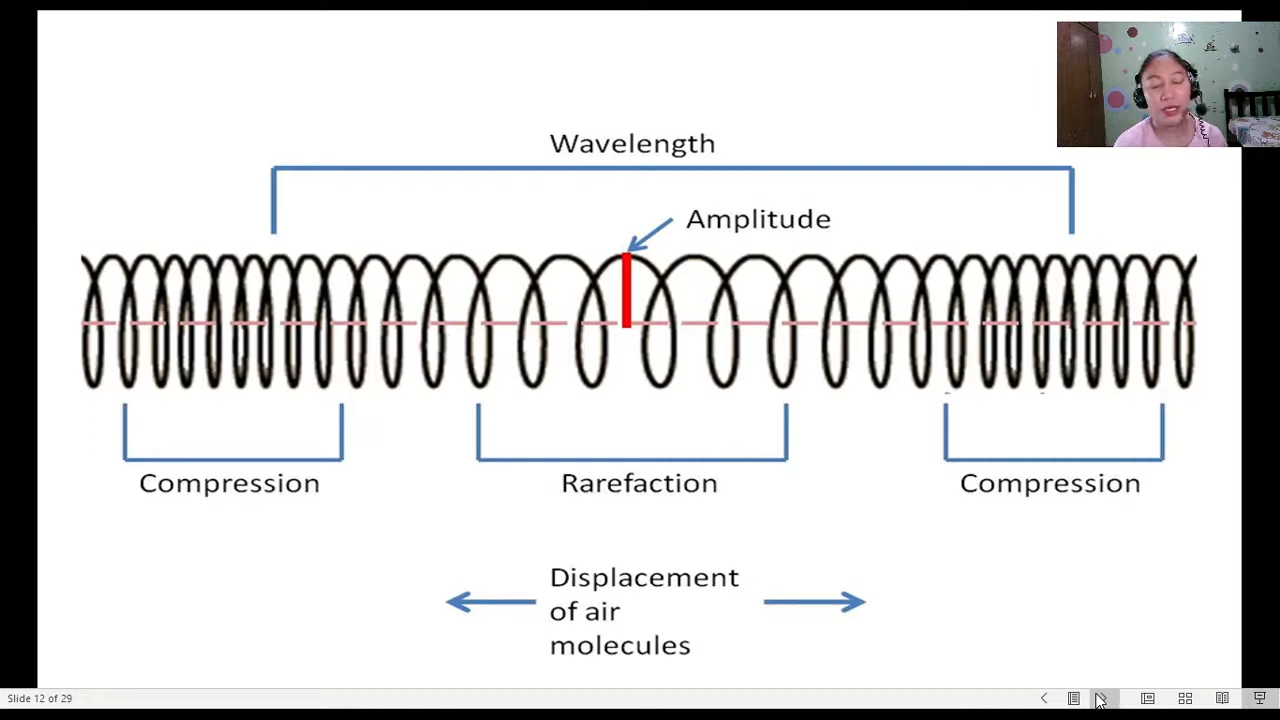 Wavelength
Amplitude
Compression
Rarefaction
Compression
Displacement
of air
molecules
Slide 12 of 29